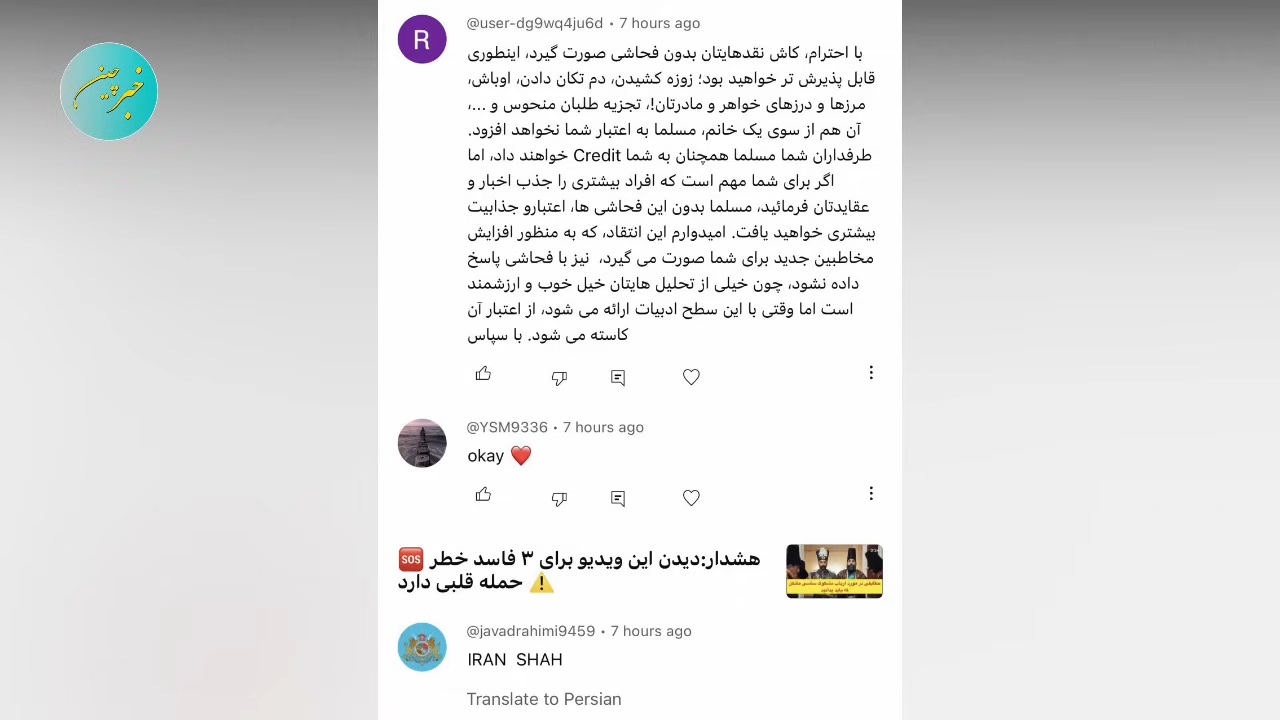 خبرچین
@user-dg9wq4ju6d • 7 hours ago
R
با احترام، کاش نقدهایتان بدون فحاشی صورت گیرد، اینطوری
قابل پذیرش تر خواهید بود؛ زوزه کشیدن، دم تکان دادن، اوباش،
مرزها و درزهای خواهر و مادرتان!، تجزیه طلبان منحوس و ...،
آن هم از سوی یک خانم، مسلما به اعتبار شما نخواهد افزود.
طرفداران شما مسلما همچنان به شما Credit خواهند داد، اما
اگر برای شما مهم است که افراد بیشتری را جذب اخبار و
عقایدتان فرمائید، مسلما بدون این فحاشی ها، اعتبارو جذابیت
بیشتری خواهید یافت. امیدوارم این انتقاد، که به منظور افزایش
مخاطبین جدید برای شما صورت می گیرد، نیز با فحاشی پاسخ
داده نشود، چون خیلی از تحلیل هایتان خیل خوب و ارزشمند
است اما وقتی با این سطح ادبیات ارائه می شود، از اعتبار آن
کاسته می شود. با سپاس
@YSM9336 • 7 hours ago
okay ❤️
هشدار:دیدن این ویدیو برای ۳ فاسد خطر 🆘
⚠️ حمله قلبی دارد
@javadrahimi9459 • 7 hours ago
IRAN SHAH
Translate to Persian